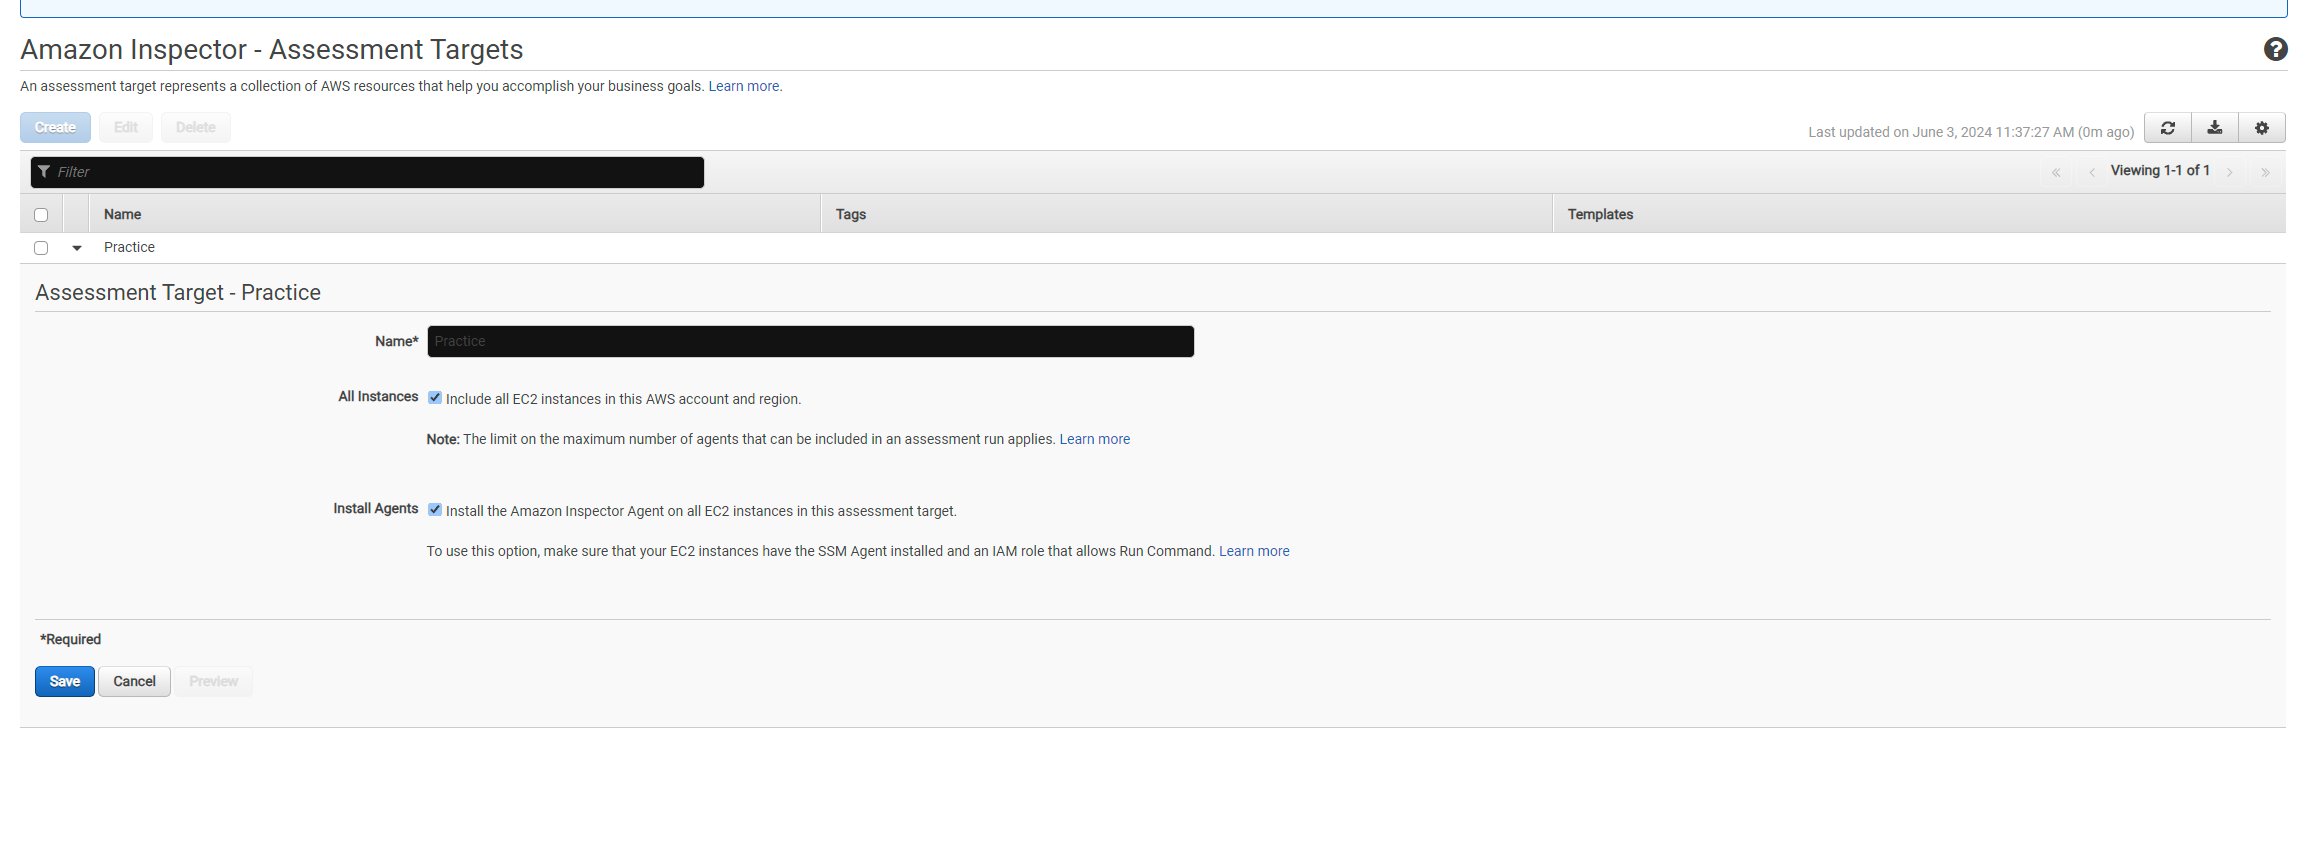 Amazon Inspector - Assessment Targets
An assessment target represents a collection of AWS resources that help you accomplish your business goals. Learn more.
Create Edit Delete
Last updated on June 3, 2024 11:37:27 AM (0m ago)
Filter
« ‹ Viewing 1-1 of 1 › »
Name Tags Templates
Practice
Assessment Target - Practice
Name* Practice
All Instances Include all EC2 instances in this AWS account and region.
Note: The limit on the maximum number of agents that can be included in an assessment run applies. Learn more
Install Agents Install the Amazon Inspector Agent on all EC2 instances in this assessment target.
To use this option, make sure that your EC2 instances have the SSM Agent installed and an IAM role that allows Run Command. Learn more
*Required
Save Cancel Preview